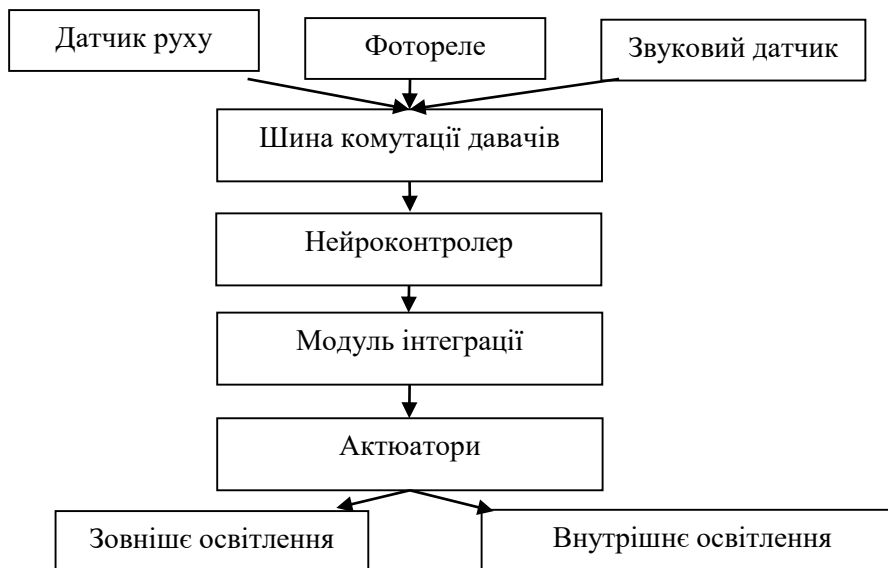 Датчик руху
Фотореле
Звуковий датчик
Шина комутації давачів
Нейроконтролер
Модуль інтеграції
Актюатори
Зовнішє освітлення
Внутрішнє освітлення